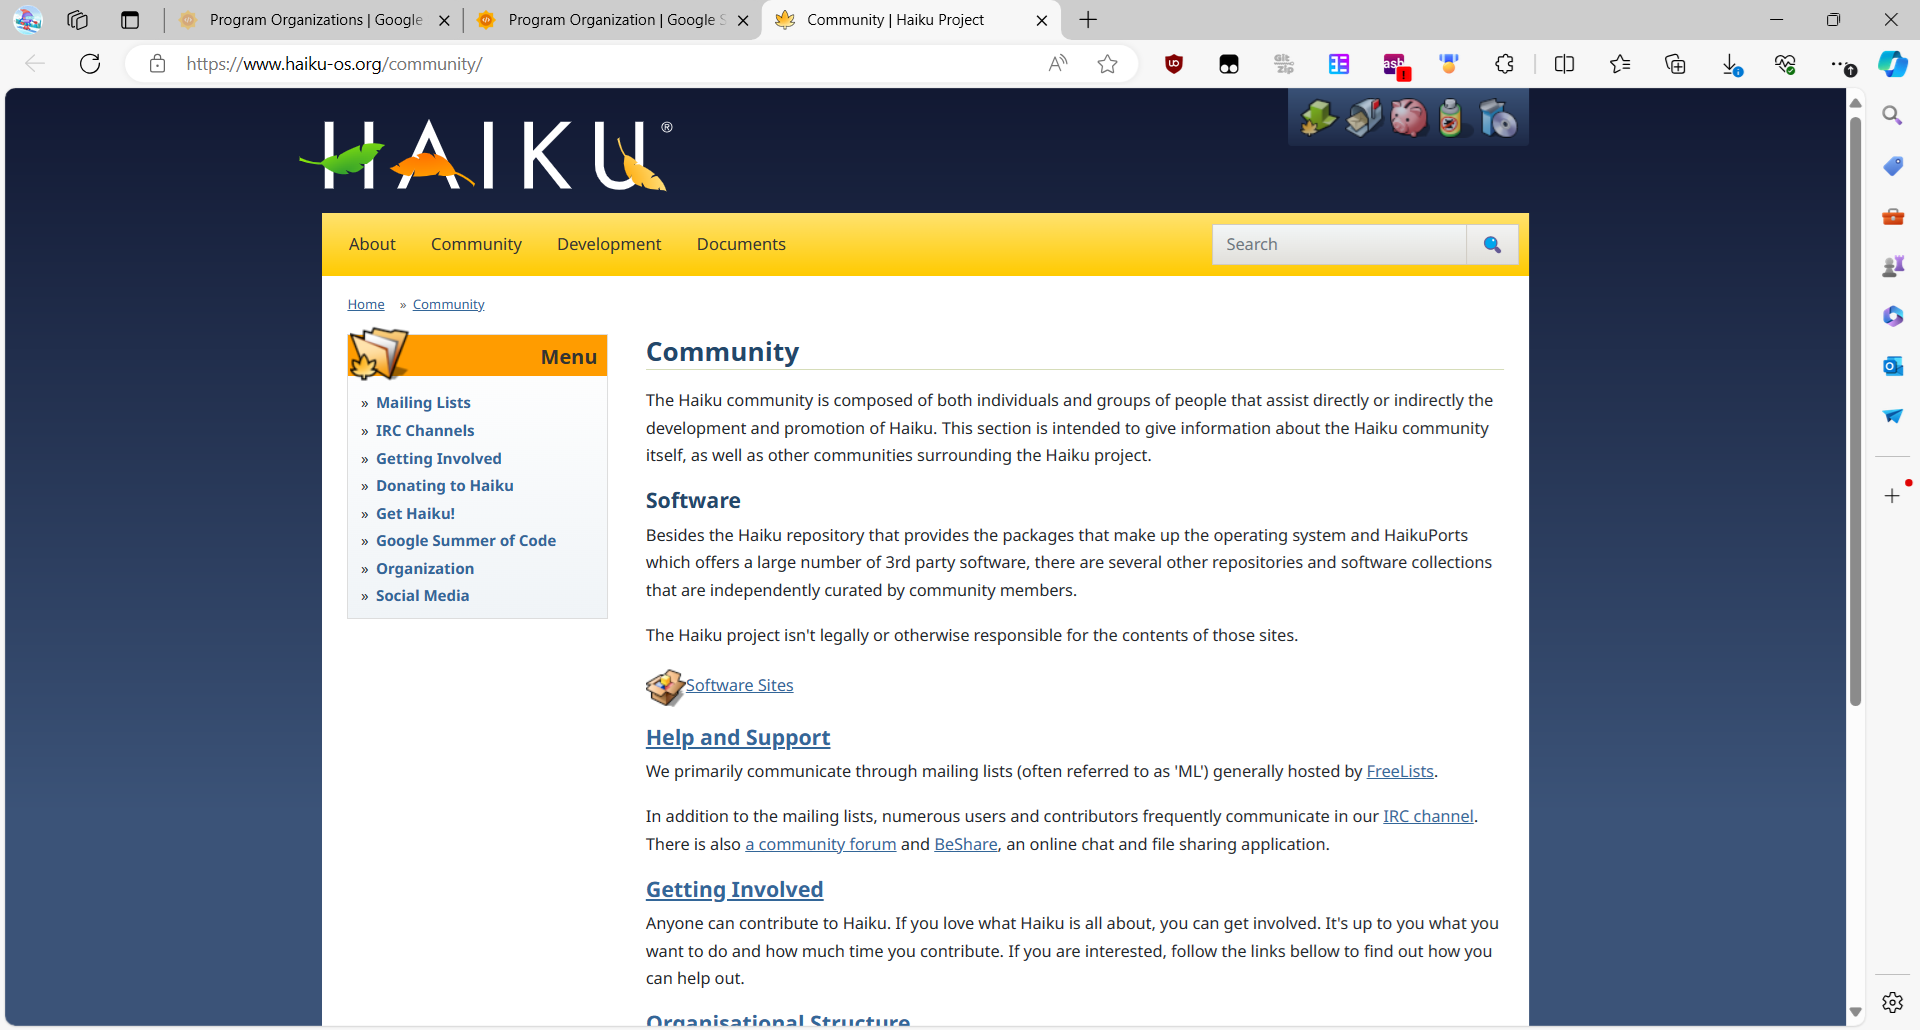 Program Organizations | Google
Program Organization | Google S
Community | Haiku Project
https://www.haiku-os.org/community/
Git
Zip
HAIKU®
About
Community
Development
Documents
Search
Home » Community
Menu
» Mailing Lists
» IRC Channels
» Getting Involved
» Donating to Haiku
» Get Haiku!
» Google Summer of Code
» Organization
» Social Media
Community
The Haiku community is composed of both individuals and groups of people that assist directly or indirectly the
development and promotion of Haiku. This section is intended to give information about the Haiku community
itself, as well as other communities surrounding the Haiku project.
Software
Besides the Haiku repository that provides the packages that make up the operating system and HaikuPorts
which offers a large number of 3rd party software, there are several other repositories and software collections
that are independently curated by community members.
The Haiku project isn't legally or otherwise responsible for the contents of those sites.
Software Sites
Help and Support
We primarily communicate through mailing lists (often referred to as 'ML') generally hosted by FreeLists.
In addition to the mailing lists, numerous users and contributors frequently communicate in our IRC channel.
There is also a community forum and BeShare, an online chat and file sharing application.
Getting Involved
Anyone can contribute to Haiku. If you love what Haiku is all about, you can get involved. It's up to you what you
want to do and how much time you contribute. If you are interested, follow the links bellow to find out how you
can help out.
Organisational Structure